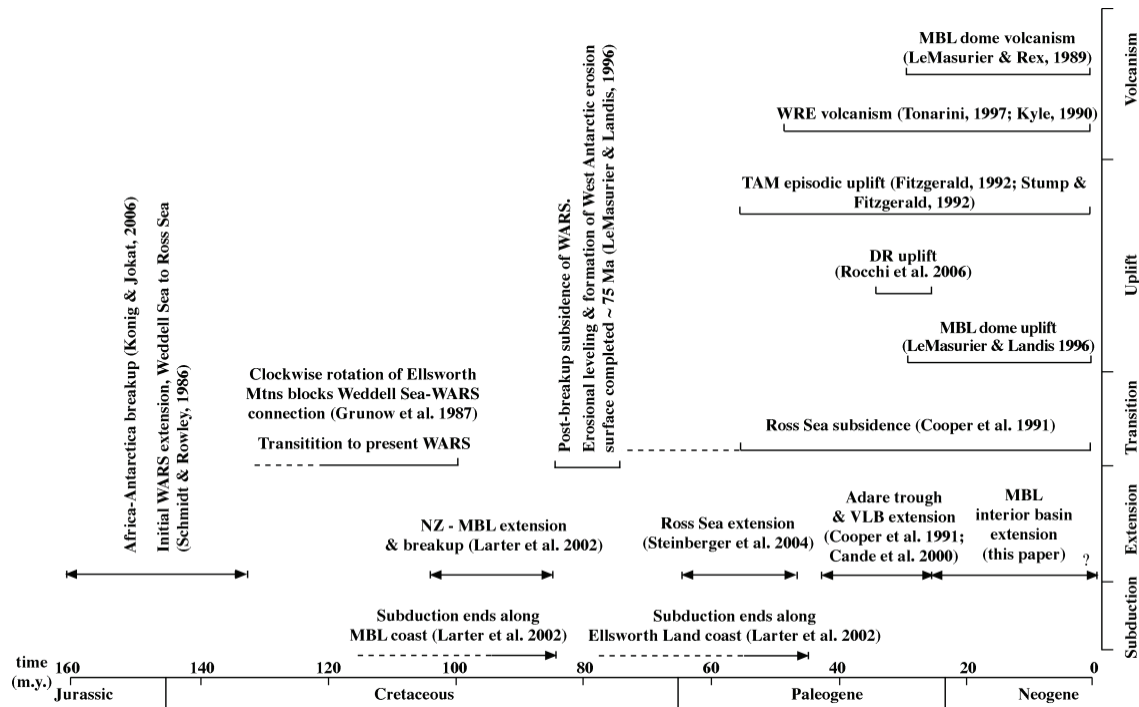 MBL dome volcanism
(LeMasurier & Rex, 1989)
WRE volcanism (Tonarini, 1997; Kyle, 1990)
Volcanism
TAM episodic uplift (Fitzgerald, 1992; Stump &
Fitzgerald, 1992)
DR uplift
(Rocchi et al. 2006)
MBL dome uplift
(LeMasurier & Landis 1996)
Uplift
Africa-Antarctica breakup (Konig & Jokat, 2006)
Initial WARS extension, Weddell Sea to Ross Sea
(Schmidt & Rowley, 1986)
Clockwise rotation of Ellsworth
Mtns blocks Weddell Sea-WARS
connection (Grunow et al. 1987)
Transitition to present WARS
Post-breakup subsidence of WARS.
Erosional leveling & formation of West Antarctic erosion
surface completed ~ 75 Ma (LeMasurier & Landis, 1996)
Ross Sea subsidence (Cooper et al. 1991)
Transition
NZ - MBL extension
& breakup (Larter et al. 2002)
Ross Sea extension
(Steinberger et al. 2004)
Adare trough
& VLB extension
(Cooper et al. 1991;
Cande et al. 2000)
MBL
interior basin
extension
(this paper)
?
Extension
Subduction ends along
MBL coast (Larter et al. 2002)
Subduction ends along
Ellsworth Land coast (Larter et al. 2002)
Subduction
time
(m.y.)
160 140 120 100 80 60 40 20 0
Jurassic Cretaceous Paleogene Neogene